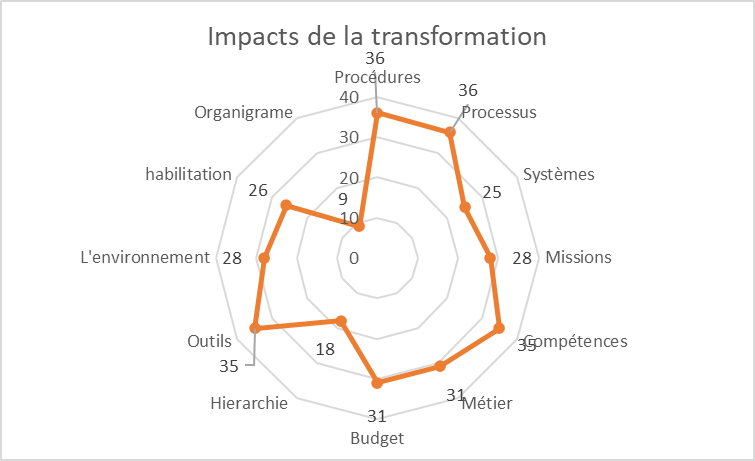 Impacts de la transformation
36
Procédures
36
Processus
40
Organigrame
30
habilitation
Systèmes
26
25
20
9
10
L'environnement
28
0
28
Missions
Outils
35
Compétences
35
18
Hierarchie
31
Métier
31
Budget